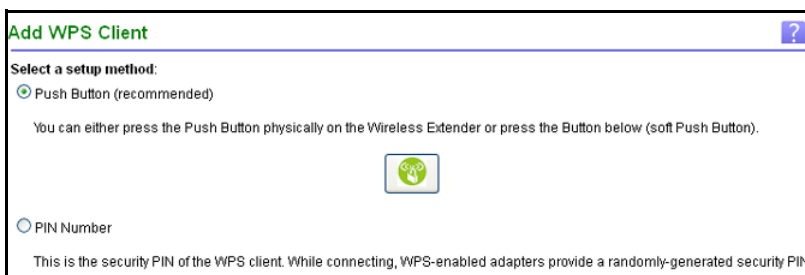 Add WPS Client
?
Select a setup method:
Push Button (recommended)
You can either press the Push Button physically on the Wireless Extender or press the Button below (soft Push Button).
PIN Number
This is the security PIN of the WPS client. While connecting, WPS-enabled adapters provide a randomly-generated security PIN